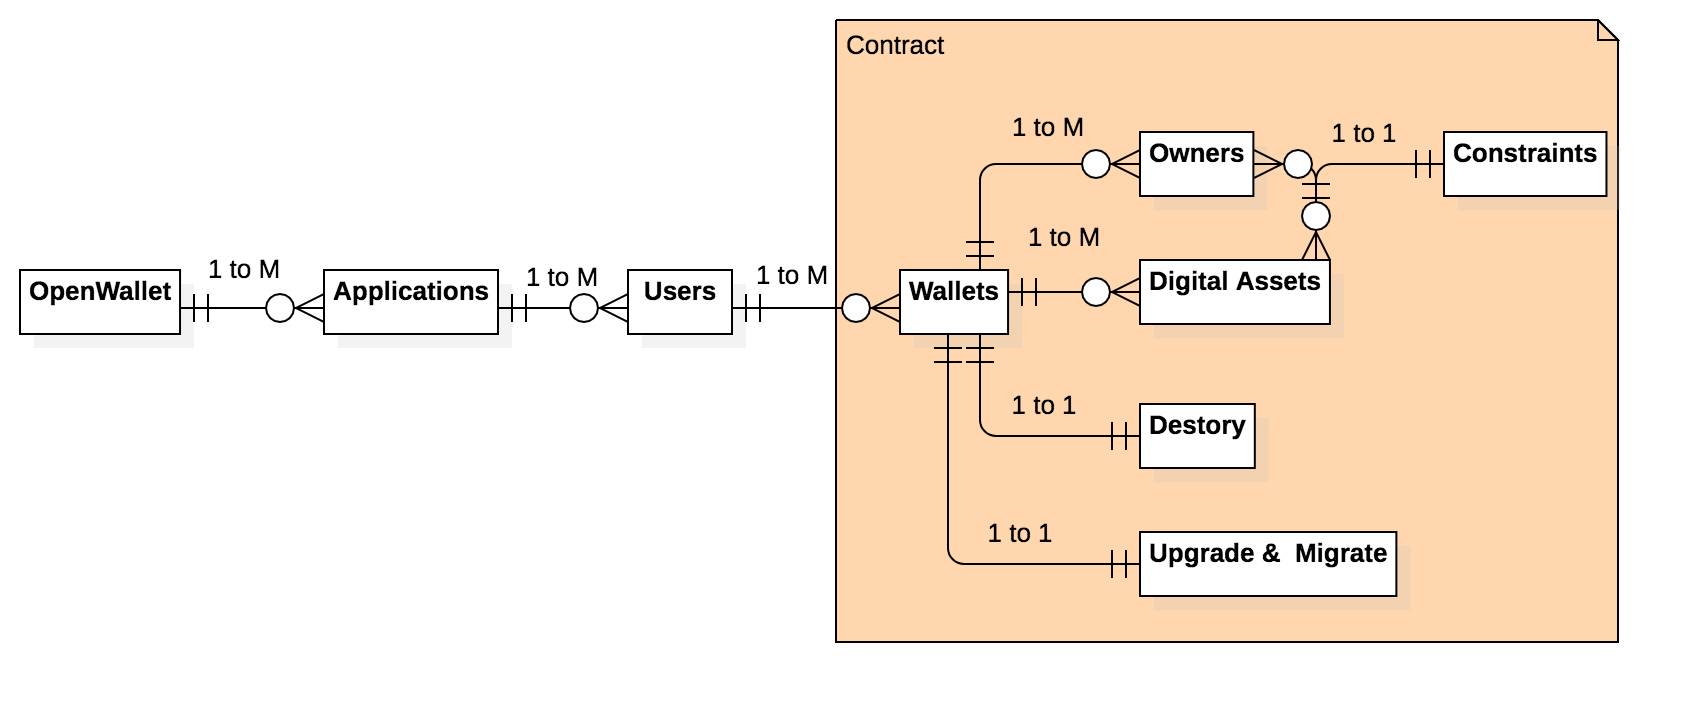 Contract
1 to M
Owners
1 to 1
Constraints
1 to M
OpenWallet
1 to M
Applications
1 to M
Users
1 to M
Wallets
Digital Assets
1 to 1
Destory
1 to 1
Upgrade &  Migrate